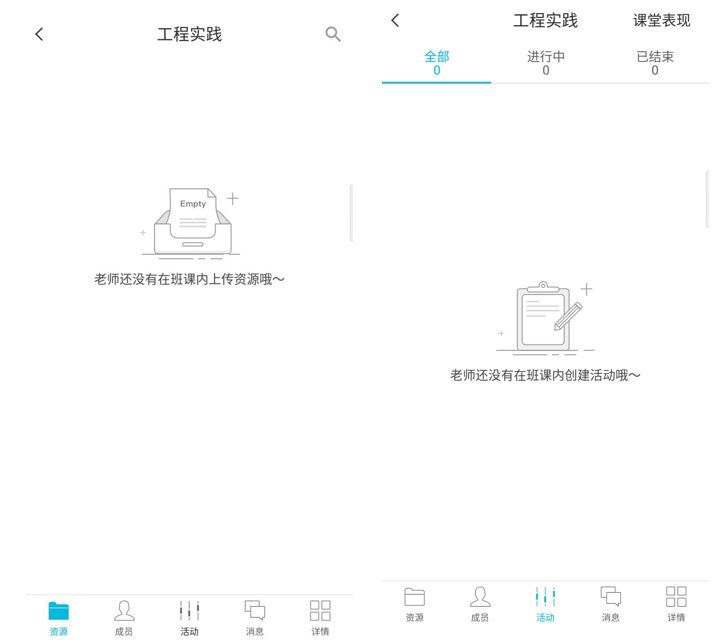 工程实践
Empty
老师还没有在班课内上传资源哦～
资源
成员
活动
消息
详情
工程实践
课堂表现
全部
0
进行中
0
已结束
0
老师还没有在班课内创建活动哦～
资源
成员
活动
消息
详情